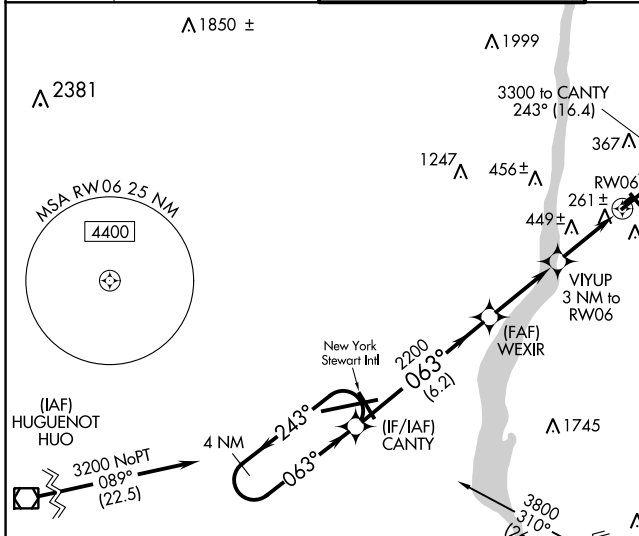 1850 ±
1999
2381
3300 to CANTY
243° (16.4)
367
1247
456±
RW06
MSA RW06 25 NM
4400
261±
449±
VIYUP
3 NM to
RW06
(FAF)
WEXIR
New York
Stewart Intl
2200
063°
(6.2)
(IF/IAF)
CANTY
243°
4 NM
063°
(IAF)
HUGUENOT
HUO
3200 NoPT
089°
(22.5)
1745
3800
310°